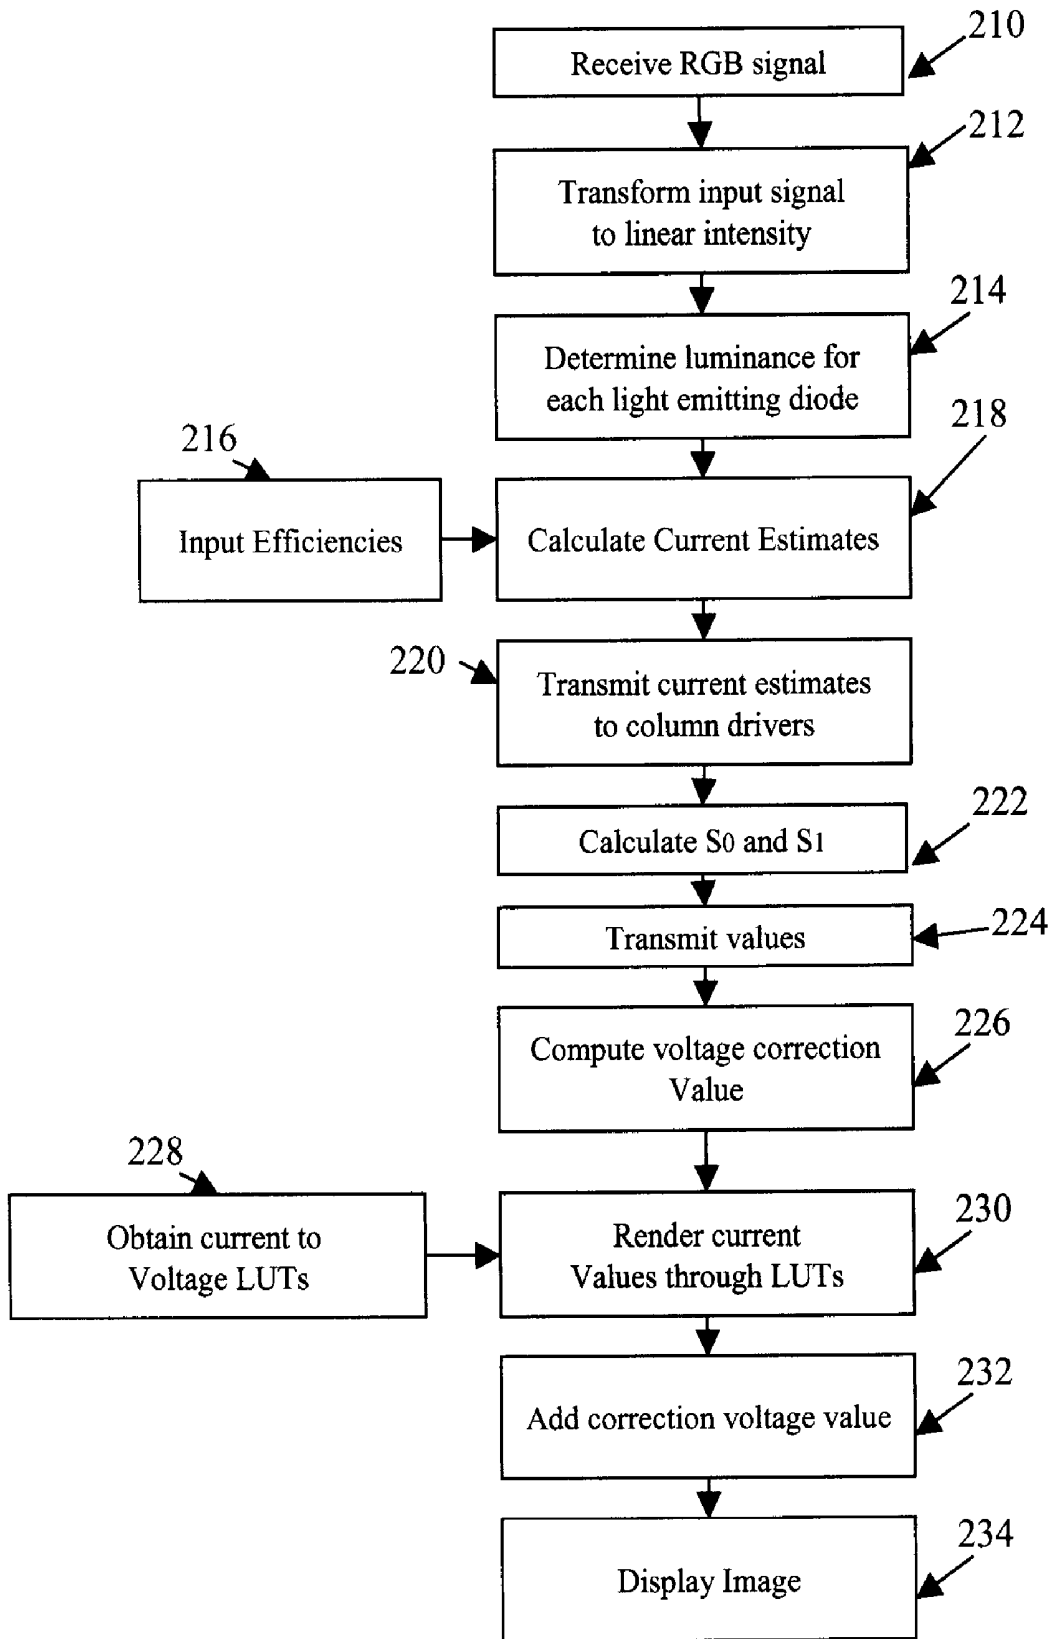 210
Receive RGB signal
212
Transform input signal
to linear intensity
214
Determine luminance for
each light emitting diode
216
218
Input Efficiencies
Calculate Current Estimates
220
Transmit current estimates
to column drivers
222
Calculate S0 and S1
224
Transmit values
226
Compute voltage correction
Value
228
Obtain current to
Voltage LUTs
230
Render current
Values through LUTs
232
Add correction voltage value
234
Display Image